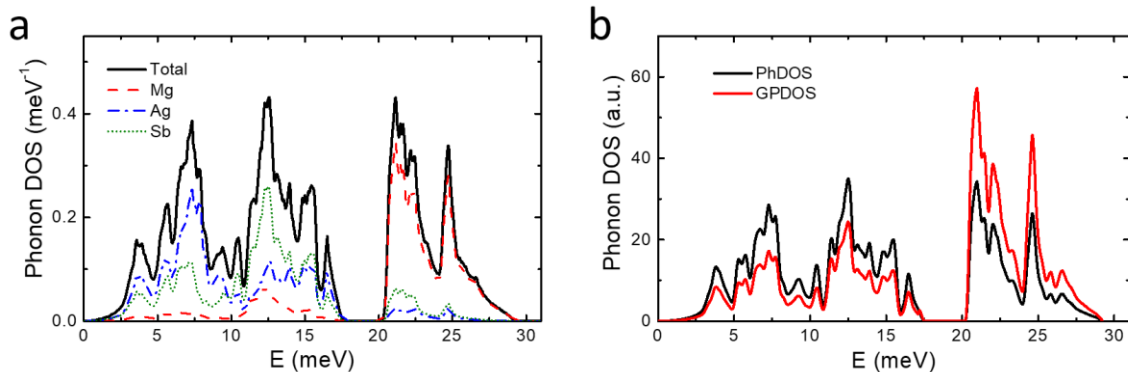 a
Phonon DOS (meV⁻¹)
0.4
0.2
0.0
Total
Mg
Ag
Sb
0 5 10 15 20 25 30
E (meV)
b
Phonon DOS (a.u.)
60
40
20
0
PhDOS
GPDOS
0 5 10 15 20 25 30
E (meV)